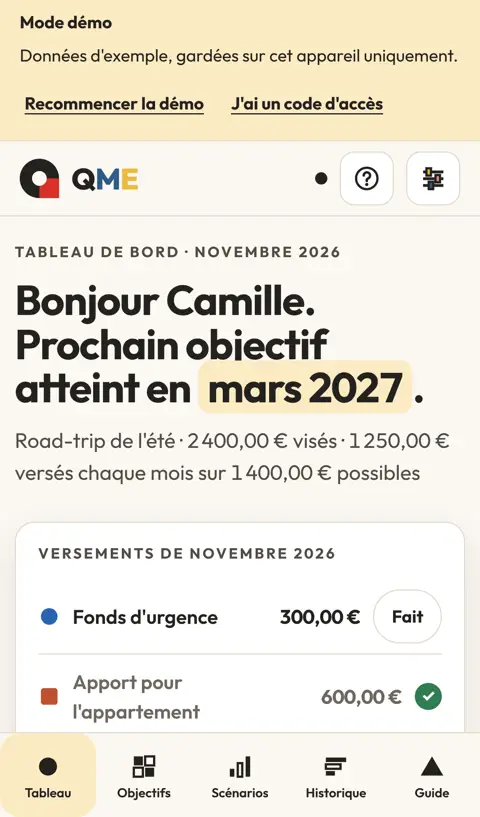 Mode démo
Données d'exemple, gardées sur cet appareil uniquement.
Recommencer la démo J'ai un code d'accès
QME
TABLEAU DE BORD · NOVEMBRE 2026
Bonjour Camille.
Prochain objectif
atteint en mars 2027.
Road-trip de l'été · 2 400,00 € visés · 1 250,00 €
versés chaque mois sur 1 400,00 € possibles
VERSEMENTS DE NOVEMBRE 2026
Fonds d'urgence 300,00 € Fait
Apport pour
l'appartement 600,00 €
Tableau Objectifs Scénarios Historique Guide